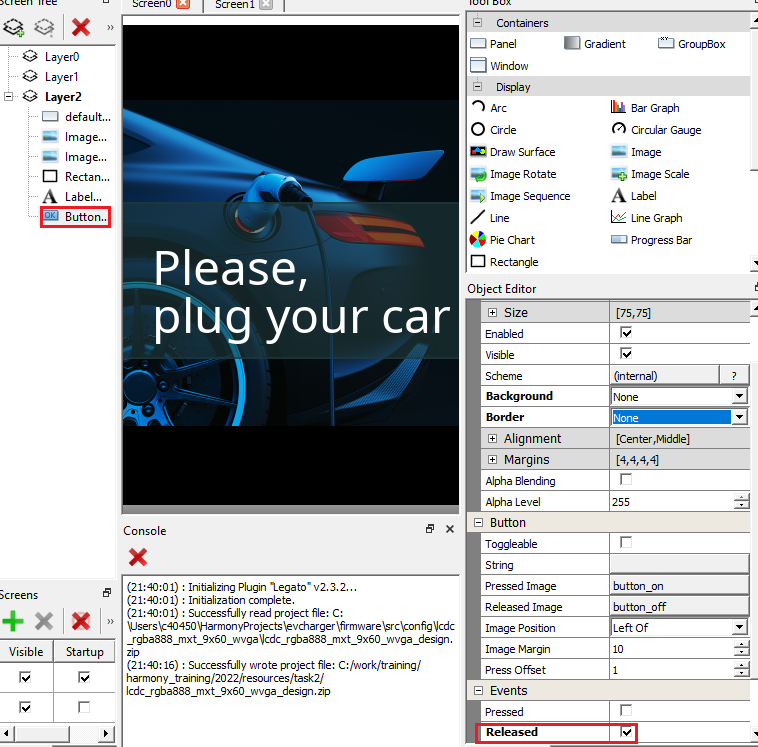 Screen Tree
Layer0
Layer1
Layer2
default...
Image...
Image...
Rectan...
Label...
OK
Button...
Screens
Visible
Startup
Screen0
Screen1
Please,
plug your car
Console
(21:40:01) : Initializing Plugin "Legato" v2.3.2...
(21:40:01) : Initialization complete.
(21:40:01) : Successfully read project file: C:
\Users\c40450\HarmonyProjects\evcharger\firmware\src\config\lcdc
_rgba888_mxt_9x60_wvga\lcdc_rgba888_mxt_9x60_wvga_design.
zip
(21:40:16) : Successfully wrote project file: C:/work/training/
harmony_training/2022/resources/task2/
lcdc_rgba888_mxt_9x60_wvga_design.zip
Tool Box
Containers
Panel Gradient GroupBox
Window
Display
Arc Bar Graph
Circle Circular Gauge
Draw Surface Image
Image Rotate Image Scale
Image Sequence Label
Line Line Graph
Pie Chart Progress Bar
Rectangle
Object Editor
Size [75,75]
Enabled
Visible
Scheme (internal) ?
Background None
Border None
Alignment [Center,Middle]
Margins [4,4,4,4]
Alpha Blending
Alpha Level 255
Button
Toggleable
String
Pressed Image button_on
Released Image button_off
Image Position Left Of
Image Margin 10
Press Offset 1
Events
Pressed
Released